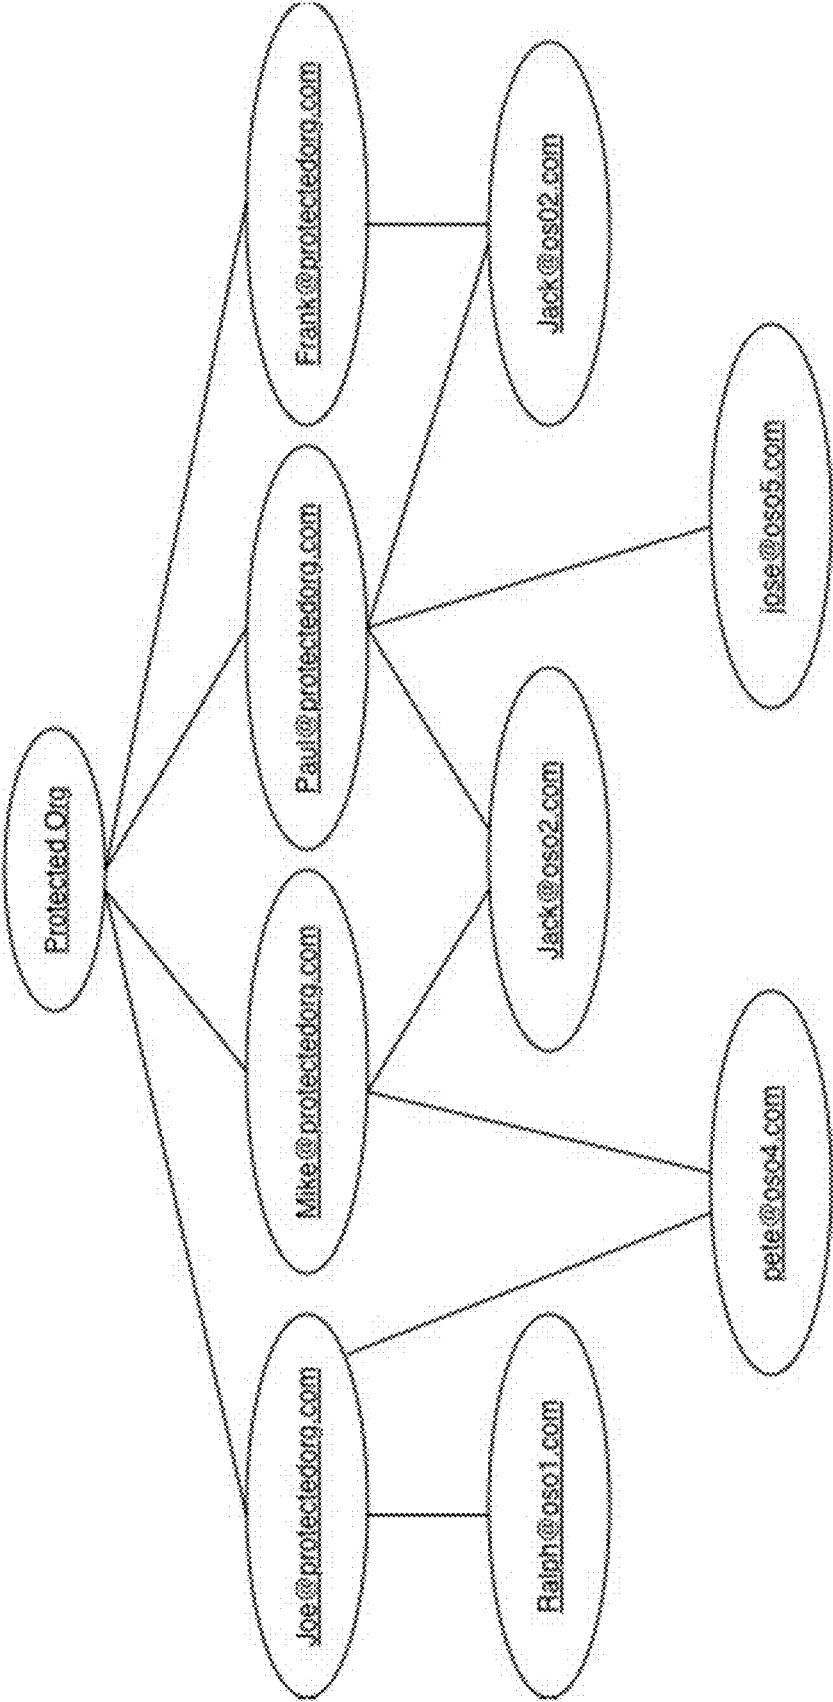 Protected Org
Joe@protectedorg.com
Mike@protectedorg.com
Paul@protectedorg.com
Frank@protectedorg.com
Ralph@oso1.com
Jack@oso2.com
Jack@os02.com
pete@oso4.com
jose@oso5.com